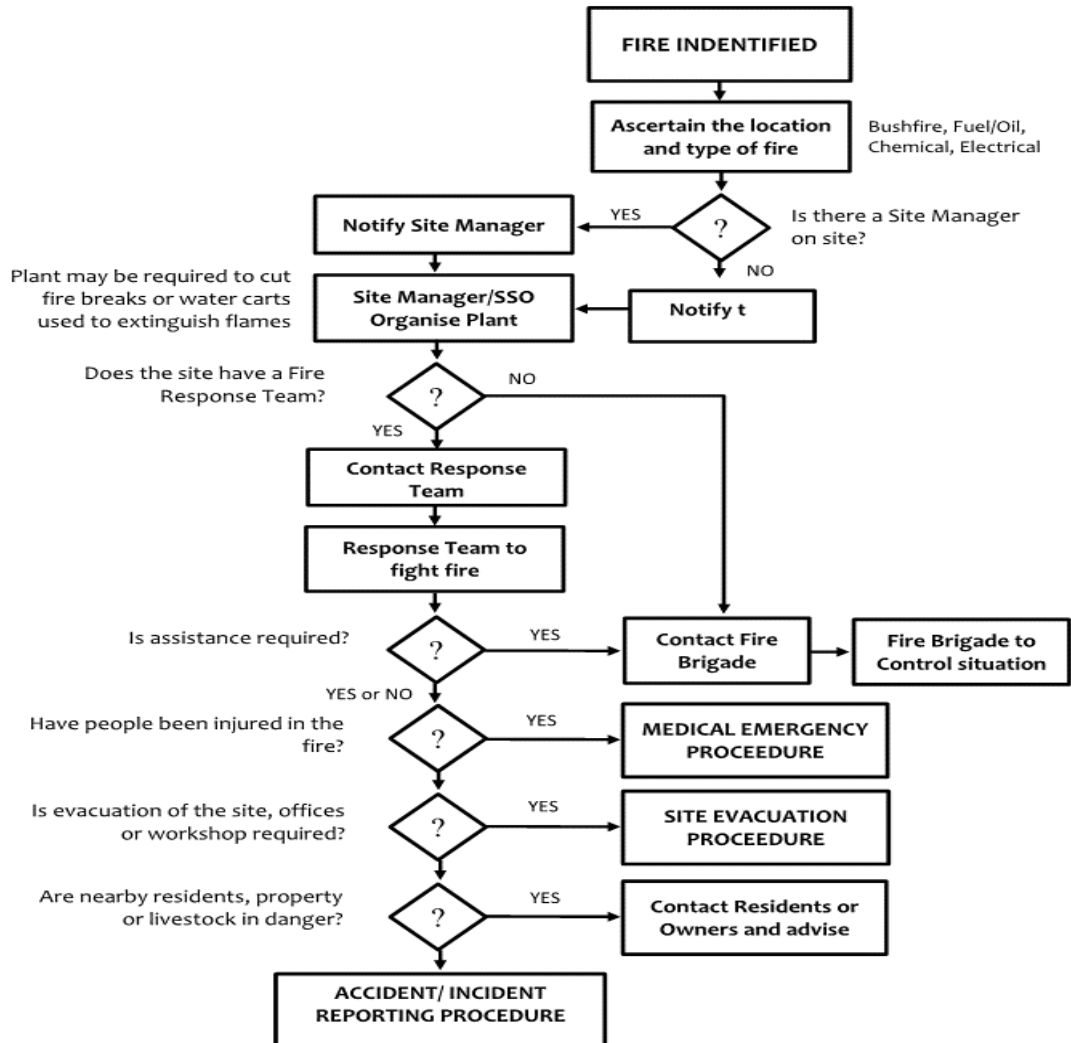 FIRE INDENTIFIED
Ascertain the location
and type of fire
Bushfire, Fuel/Oil,
Chemical, Electrical
?
Is there a Site Manager
on site?
YES
Notify Site Manager
NO
Notify t
Plant may be required to cut
fire breaks or water carts
used to extinguish flames
Site Manager/SSO
Organise Plant
Does the site have a Fire
Response Team?
?
NO
YES
Contact Response
Team
Response Team to
fight fire
Is assistance required?
?
YES
Contact Fire
Brigade
Fire Brigade to
Control situation
YES or NO
Have people been injured in the
fire?
?
YES
MEDICAL EMERGENCY
PROCEEDURE
Is evacuation of the site, offices
or workshop required?
?
YES
SITE EVACUATION
PROCEEDURE
Are nearby residents, property
or livestock in danger?
?
YES
Contact Residents or
Owners and advise
ACCIDENT/ INCIDENT
REPORTING PROCEDURE